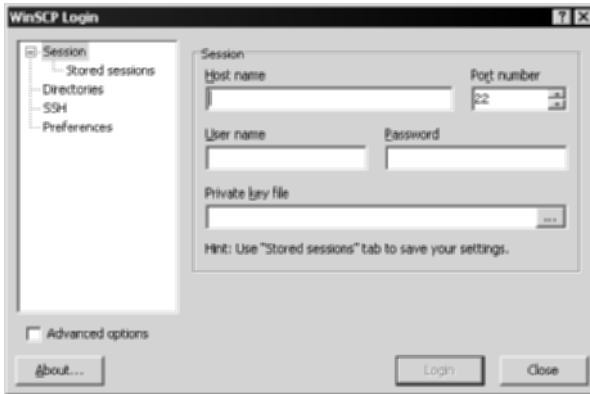 WinSCP Login
Session
Stored sessions
Directories
SSH
Preferences
Session
Host name
Port number
22
User name
Password
Private key file
...
Hint: Use "Stored sessions" tab to save your settings.
Advanced options
About...
Login
Close